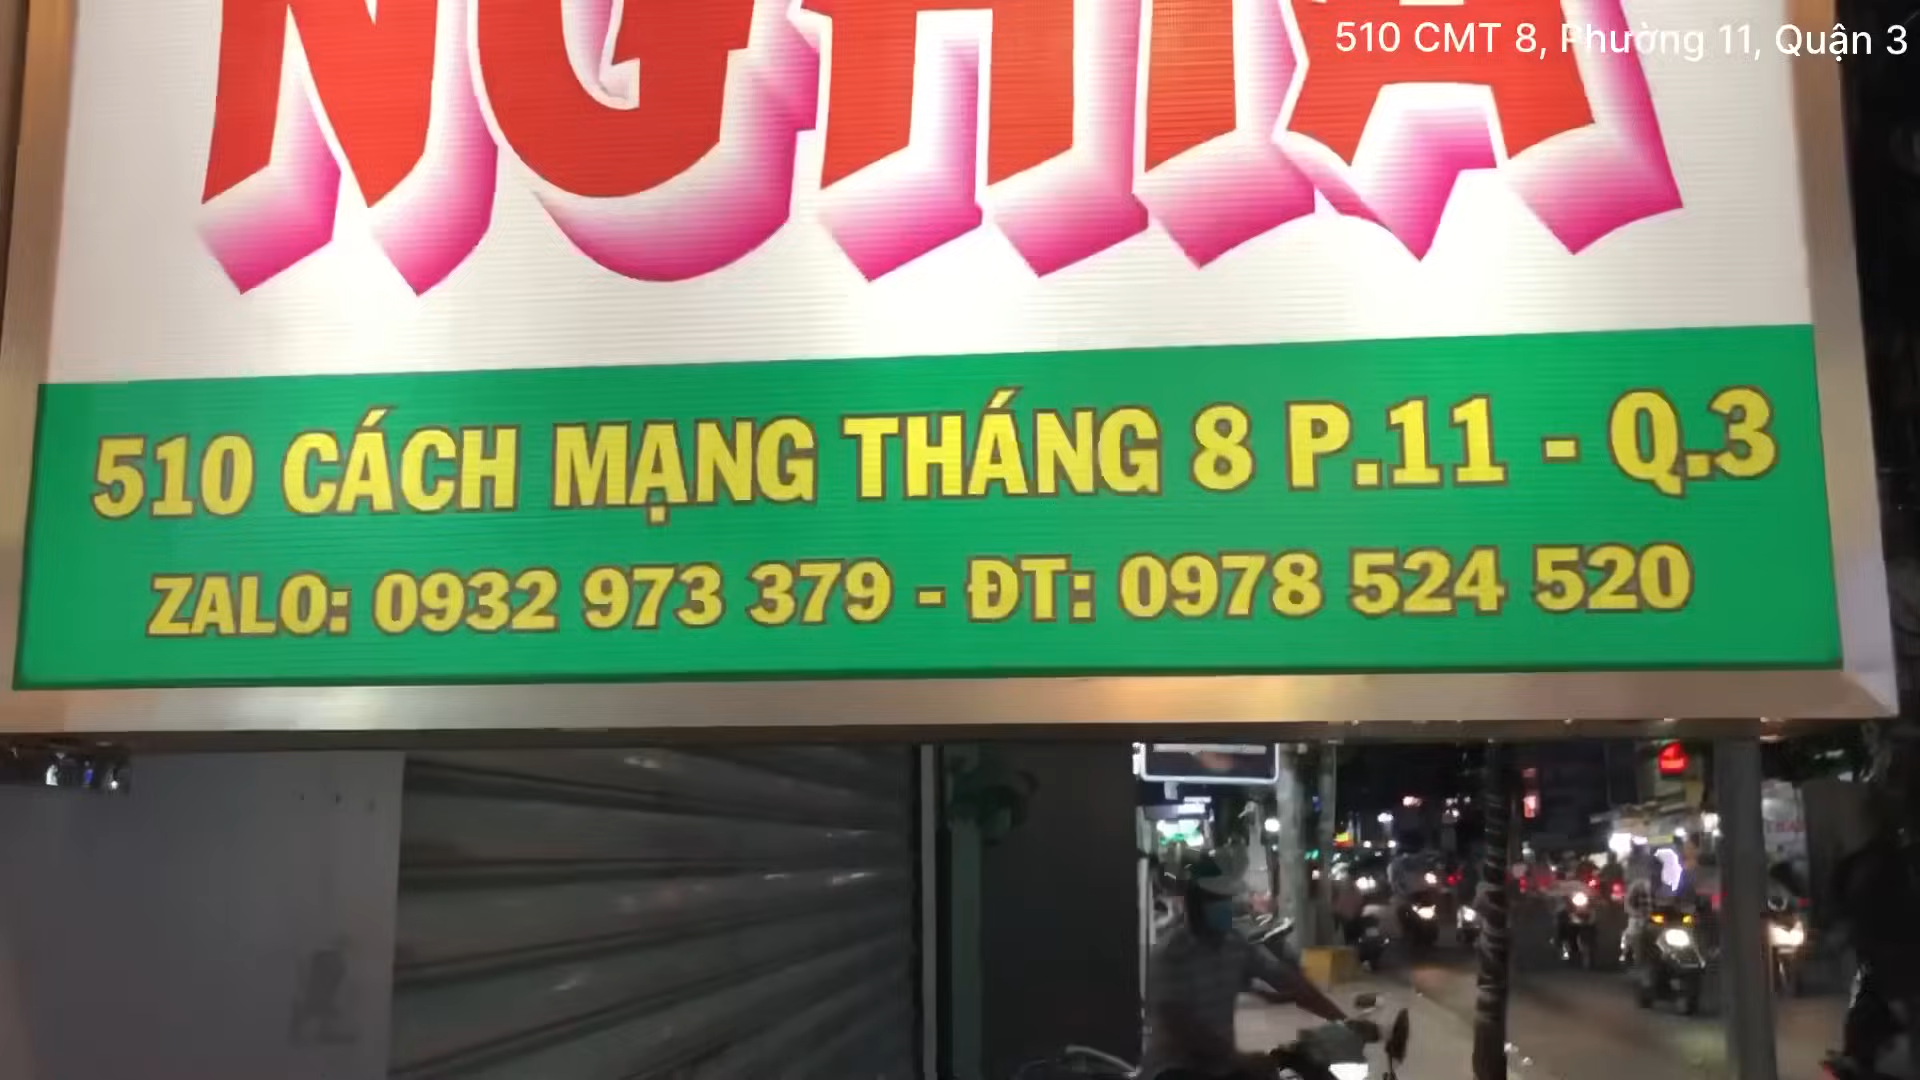 510 CMT 8, Phường 11, Quận 3
NGHĨA
510 CÁCH MẠNG THÁNG 8 P.11 - Q.3
ZALO: 0932 973 379 - ĐT: 0978 524 520